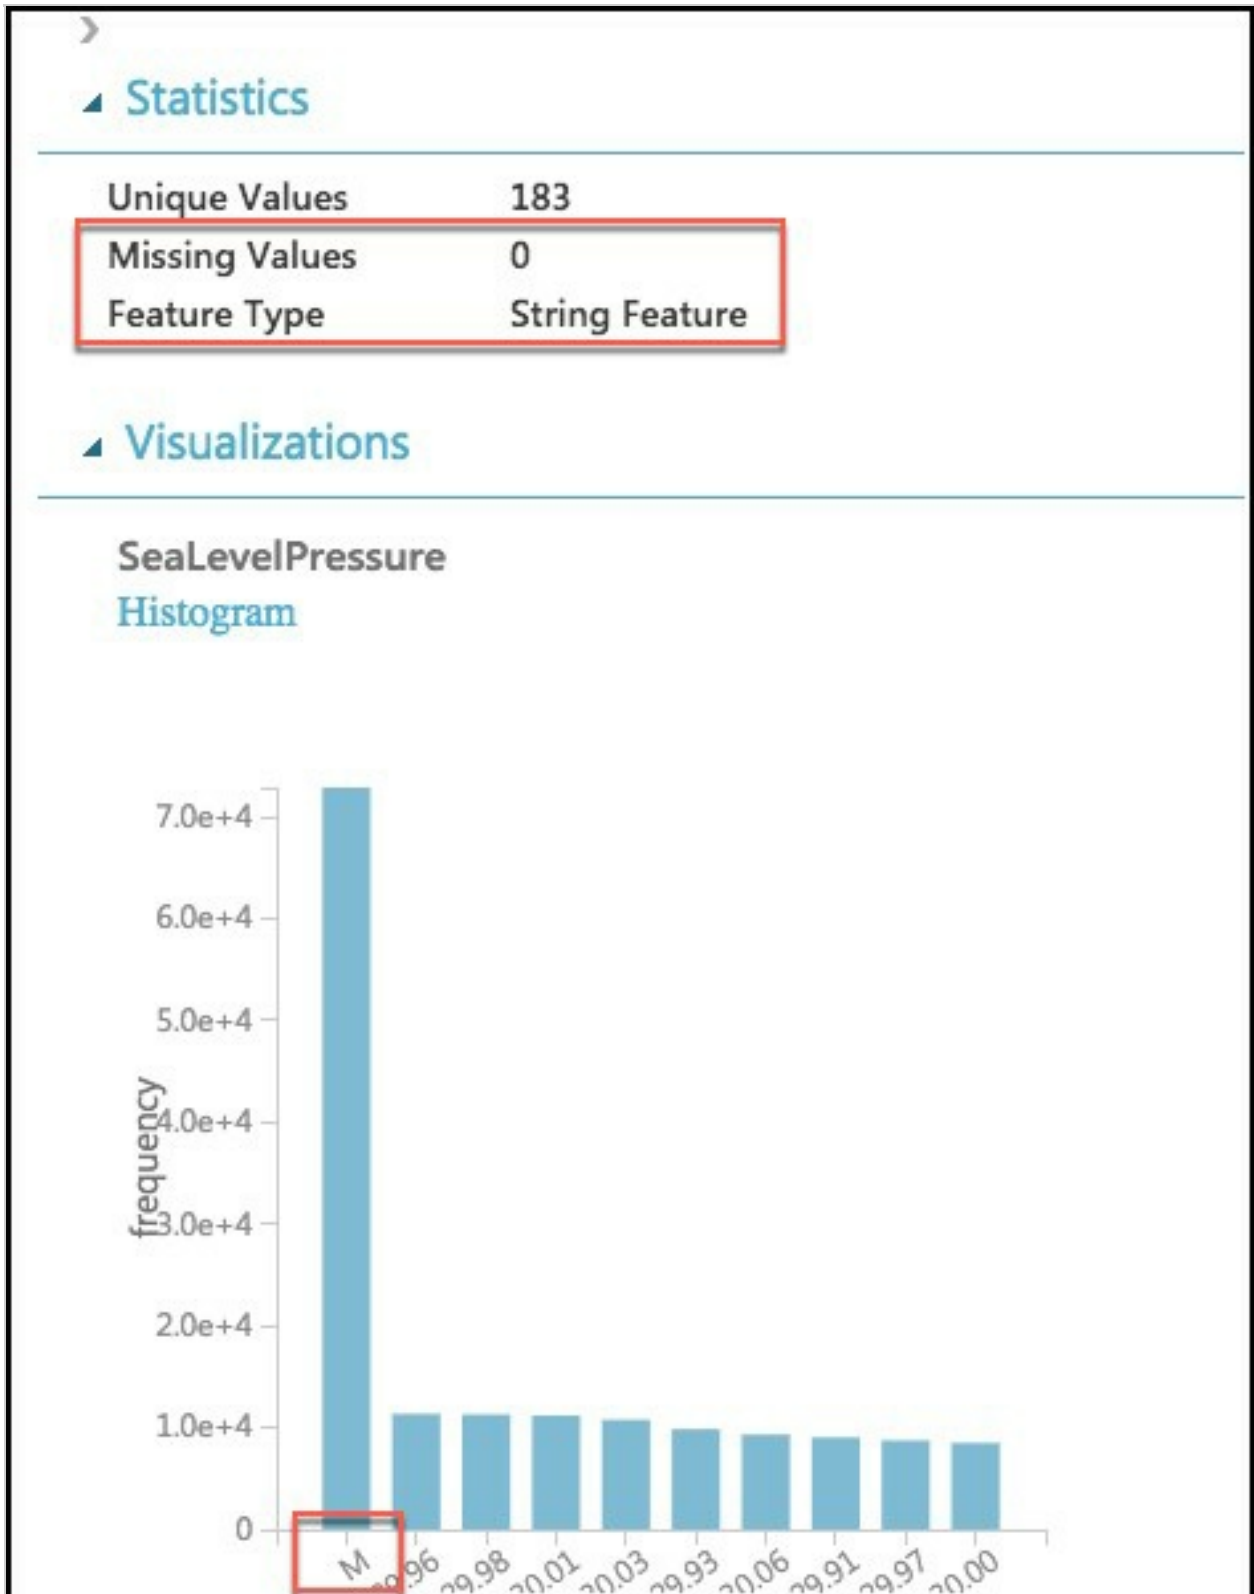 Statistics
Unique Values 183
Missing Values 0
Feature Type String Feature
Visualizations
SeaLevelPressure
Histogram
7.0e+4
6.0e+4
5.0e+4
frequency
4.0e+4
3.0e+4
2.0e+4
1.0e+4
0
M 29.98 29.93 29.91 29.97